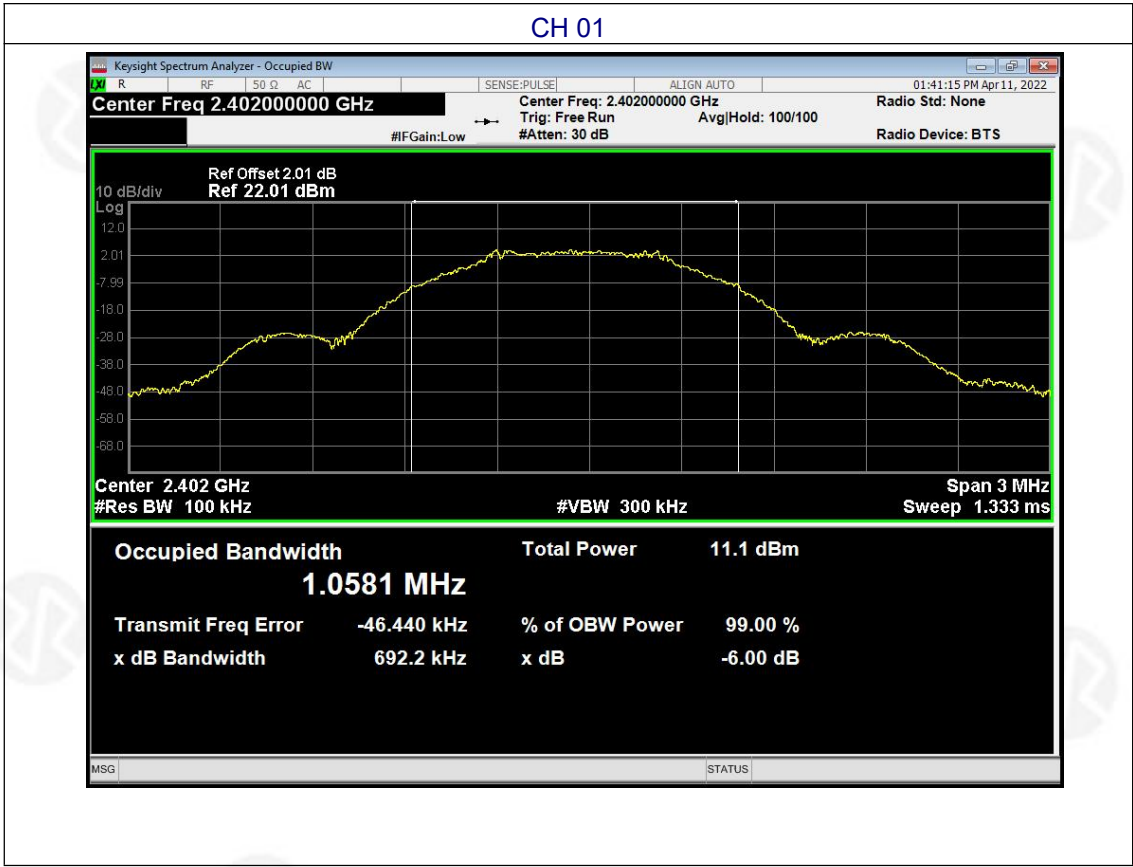 CH 01
Keysight Spectrum Analyzer - Occupied BW
LXI R RF 50 Ω AC SENSE:PULSE ALIGN AUTO 01:41:15 PM Apr 11, 2022
Center Freq 2.402000000 GHz Center Freq: 2.402000000 GHz Radio Std: None
Trig: Free Run Avg|Hold: 100/100
#IFGain:Low #Atten: 30 dB Radio Device: BTS
Ref Offset 2.01 dB
10 dB/div Ref 22.01 dBm
Log
12.0
2.01
-7.99
-18.0
-28.0
-38.0
-48.0
-58.0
-68.0
Center 2.402 GHz Span 3 MHz
#Res BW 100 kHz #VBW 300 kHz Sweep 1.333 ms
Occupied Bandwidth Total Power 11.1 dBm
1.0581 MHz
Transmit Freq Error -46.440 kHz % of OBW Power 99.00 %
x dB Bandwidth 692.2 kHz x dB -6.00 dB
MSG STATUS